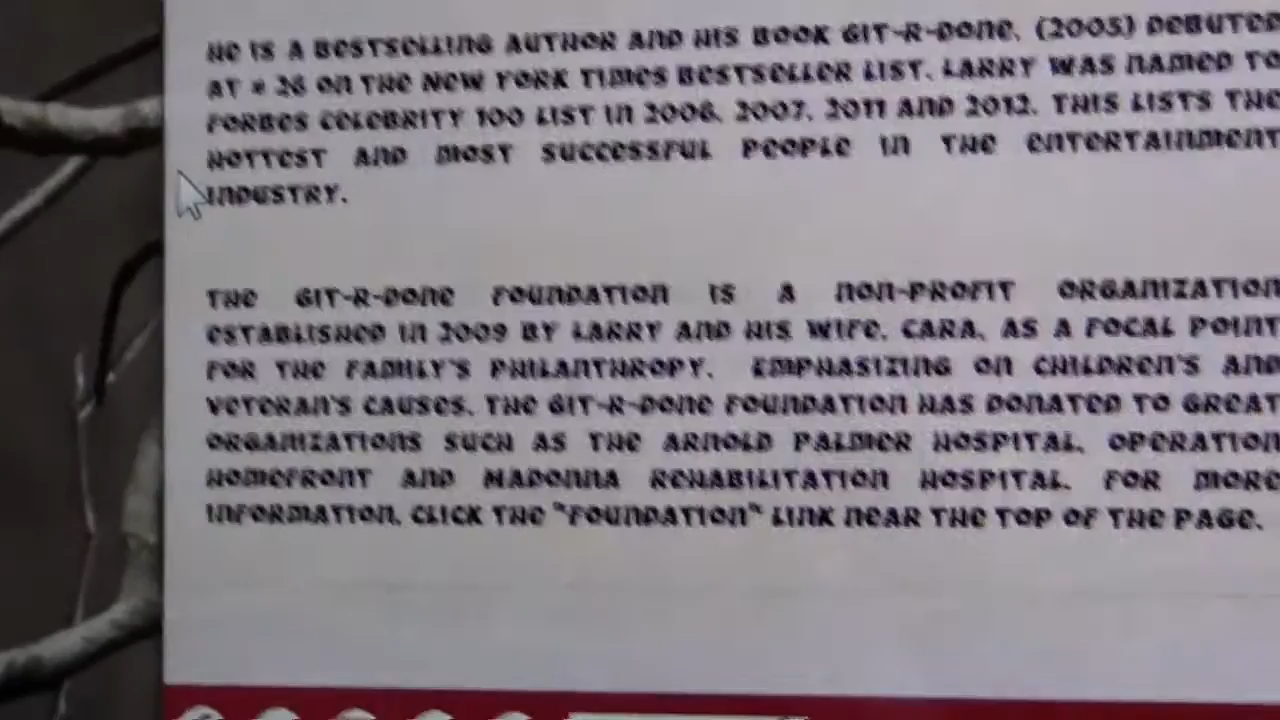 HE IS A BESTSELLING AUTHOR AND HIS BOOK GIT-R-DONE, (2005) DEBUTED
AT # 26 ON THE NEW YORK TIMES BESTSELLER LIST. LARRY WAS NAMED TO
FORBES CELEBRITY 100 LIST IN 2006, 2007, 2011 AND 2012. THIS LISTS THE
HOTTEST AND MOST SUCCESSFUL PEOPLE IN THE ENTERTAINMENT
INDUSTRY.
THE GIT-R-DONE FOUNDATION IS A NON-PROFIT ORGANIZATION
ESTABLISHED IN 2009 BY LARRY AND HIS WIFE, CARA, AS A FOCAL POINT
FOR THE FAMILY'S PHILANTHROPY. EMPHASIZING ON CHILDREN'S AND
VETERAN'S CAUSES, THE GIT-R-DONE FOUNDATION HAS DONATED TO GREAT
ORGANIZATIONS SUCH AS THE ARNOLD PALMER HOSPITAL, OPERATION
HOMEFRONT AND MADONNA REHABILITATION HOSPITAL. FOR MORE
INFORMATION, CLICK THE "FOUNDATION" LINK NEAR THE TOP OF THE PAGE.